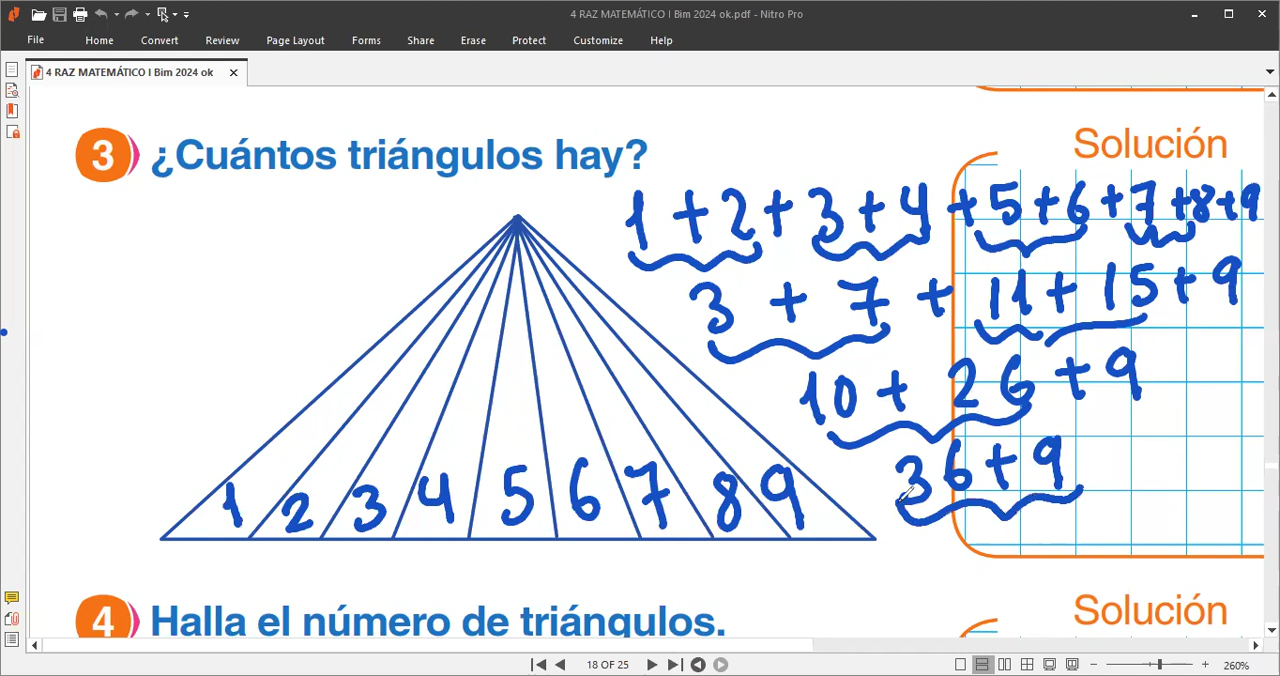 4 RAZ MATEMÁTICO I Bim 2024 ok.pdf - Nitro Pro
File Home Convert Review Page Layout Forms Share Erase Protect Customize Help
4 RAZ MATEMÁTICO I Bim 2024 ok
3 ¿Cuántos triángulos hay?
Solución
1 + 2 + 3 + 4 + 5 + 6 + 7 + 8 + 9
3 + 7 + 11 + 15 + 9
10 + 26 + 9
36 + 9
1 2 3 4 5 6 7 8 9
4 Halla el número de triángulos.
Solución
18 OF 25
260%